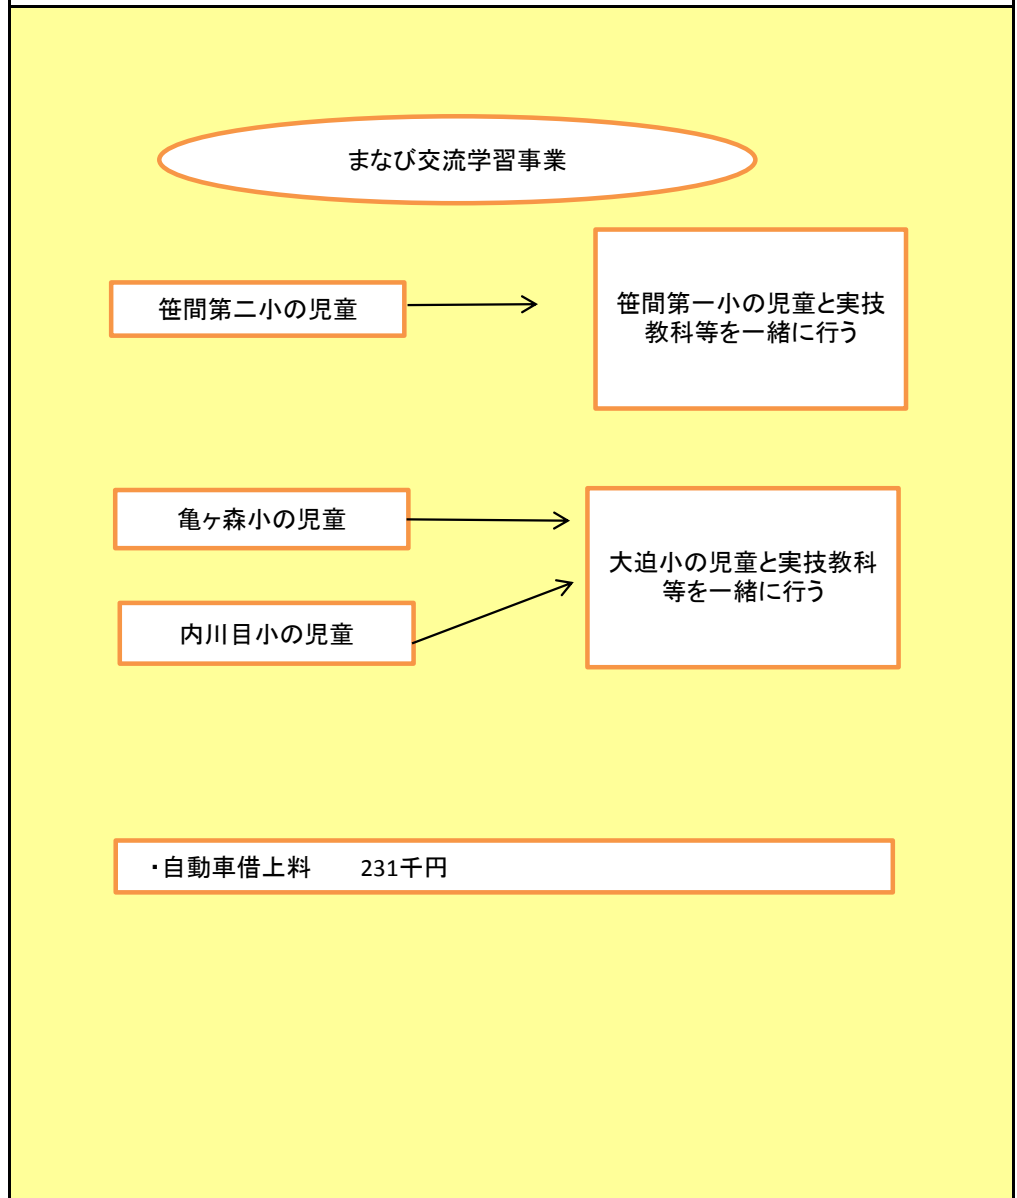 まなび交流学習事業
笹間第二小の児童
笹間第一小の児童と実技
教科等を一緒に行う
亀ヶ森小の児童
大迫小の児童と実技教科
等を一緒に行う
内川目小の児童
・自動車借上料　　231千円